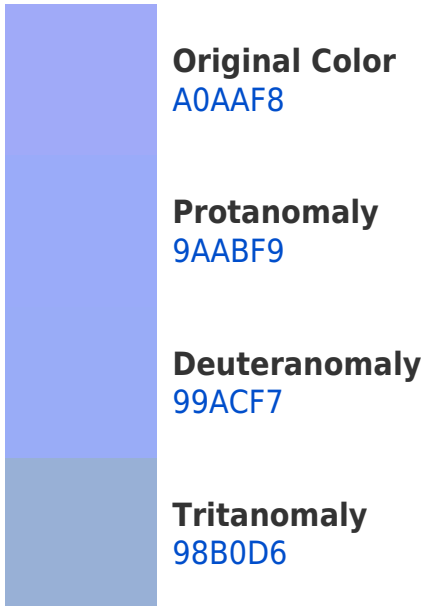 Original Color
A0AAF8
Protanomaly
9AABF9
Deuteranomaly
99ACF7
Tritanomaly
98B0D6